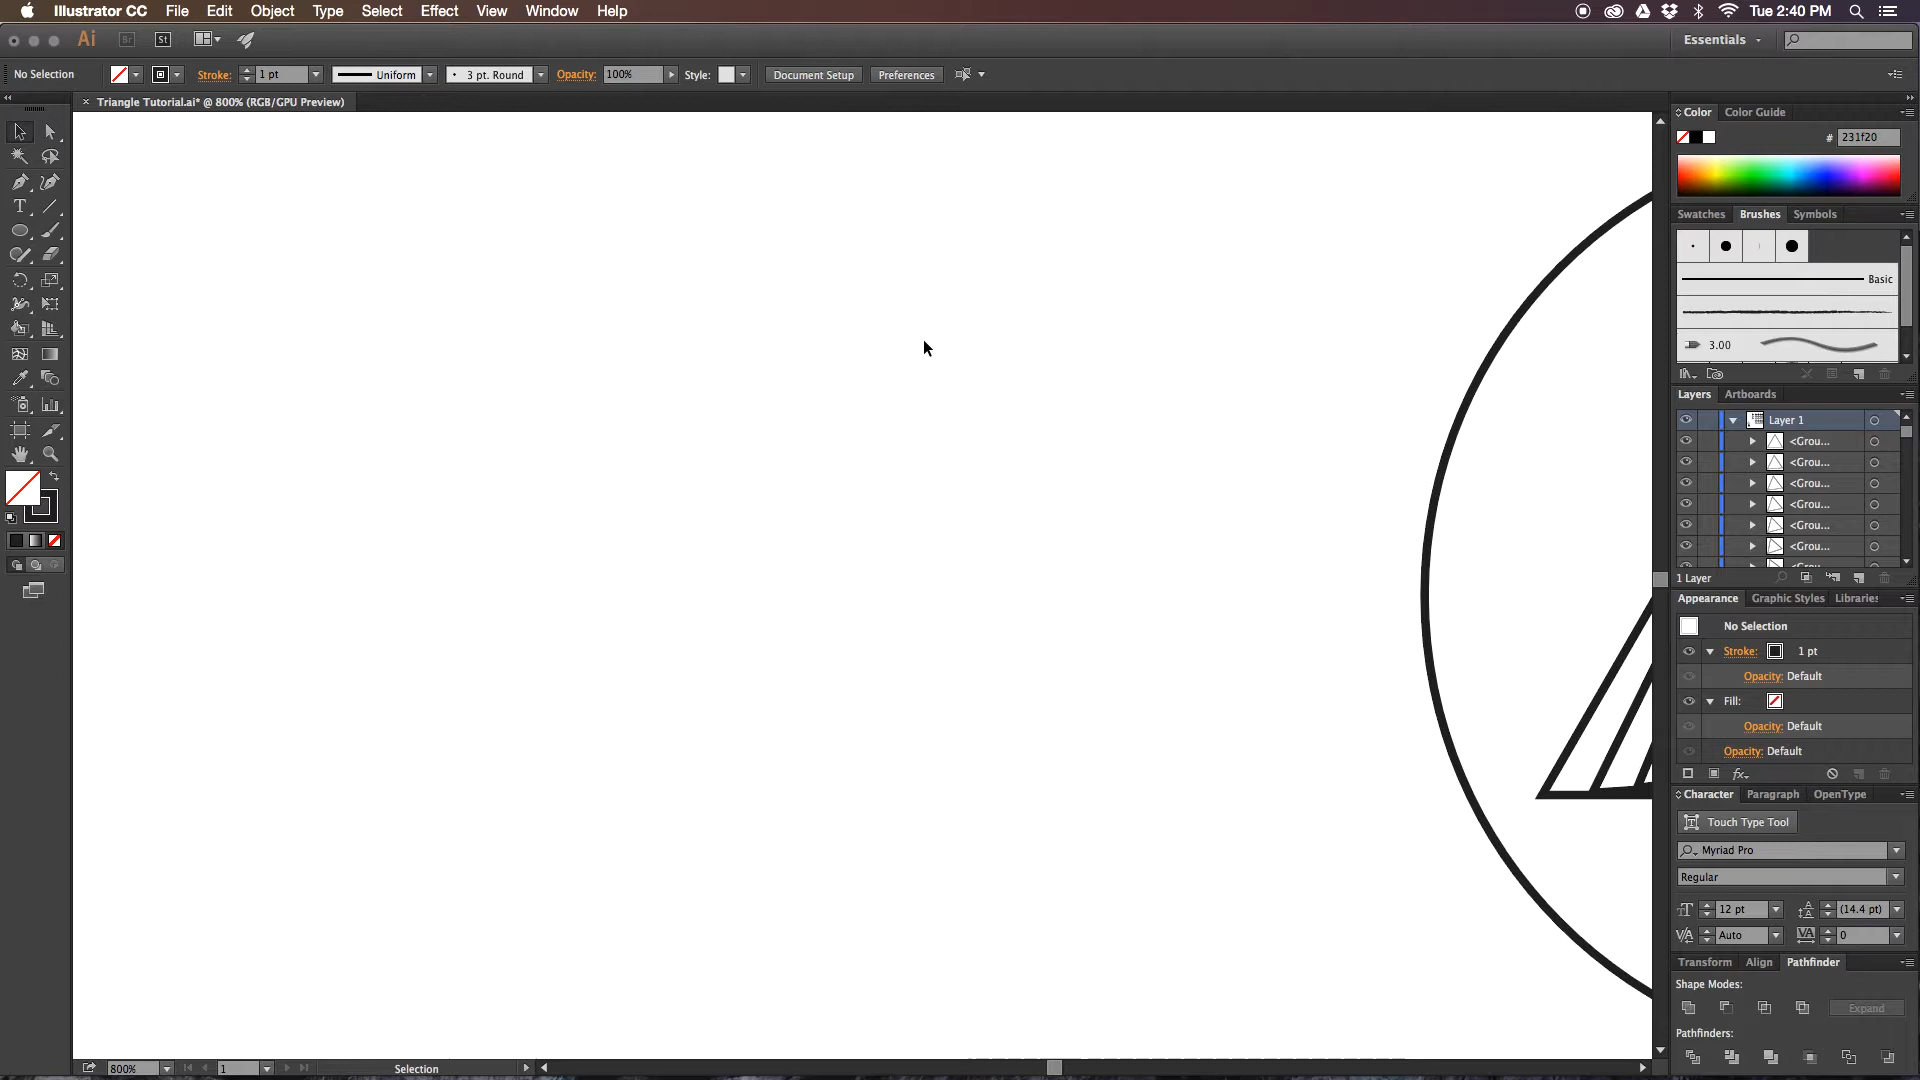 Illustrator CC File Edit Object Type Select Effect View Window Help Tue 2:40 PM
Ai Br St Essentials
No Selection Stroke: 1 pt Uniform 3 pt. Round Opacity: 100% Style: Document Setup Preferences
Triangle Tutorial.ai* @ 800% (RGB/GPU Preview)
Color Color Guide
# 231f20
Swatches Brushes Symbols
Basic
3.00
Layers Artboards
Layer 1
<Grou...
<Grou...
<Grou...
<Grou...
<Grou...
<Grou...
1 Layer
Appearance Graphic Styles Libraries
No Selection
Stroke: 1 pt
Opacity: Default
Fill:
Opacity: Default
Opacity: Default
Character Paragraph OpenType
Touch Type Tool
Myriad Pro
Regular
12 pt (14.4 pt)
Auto 0
Transform Align Pathfinder
Shape Modes:
Expand
Pathfinders:
800% 1 Selection